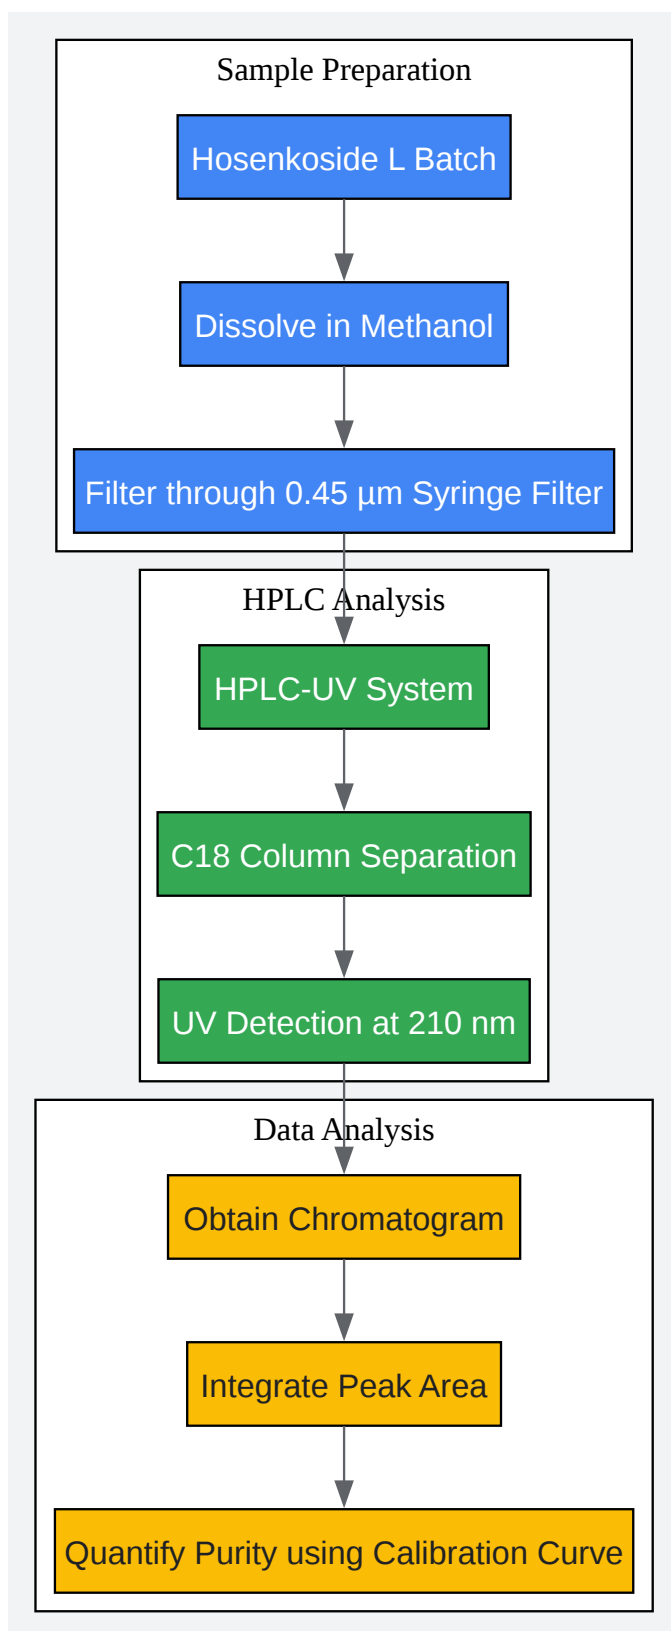 Sample Preparation
Hosenkoside L Batch
Dissolve in Methanol
Filter through 0.45 µm Syringe Filter
HPLC Analysis
HPLC-UV System
C18 Column Separation
UV Detection at 210 nm
Data Analysis
Obtain Chromatogram
Integrate Peak Area
Quantify Purity using Calibration Curve